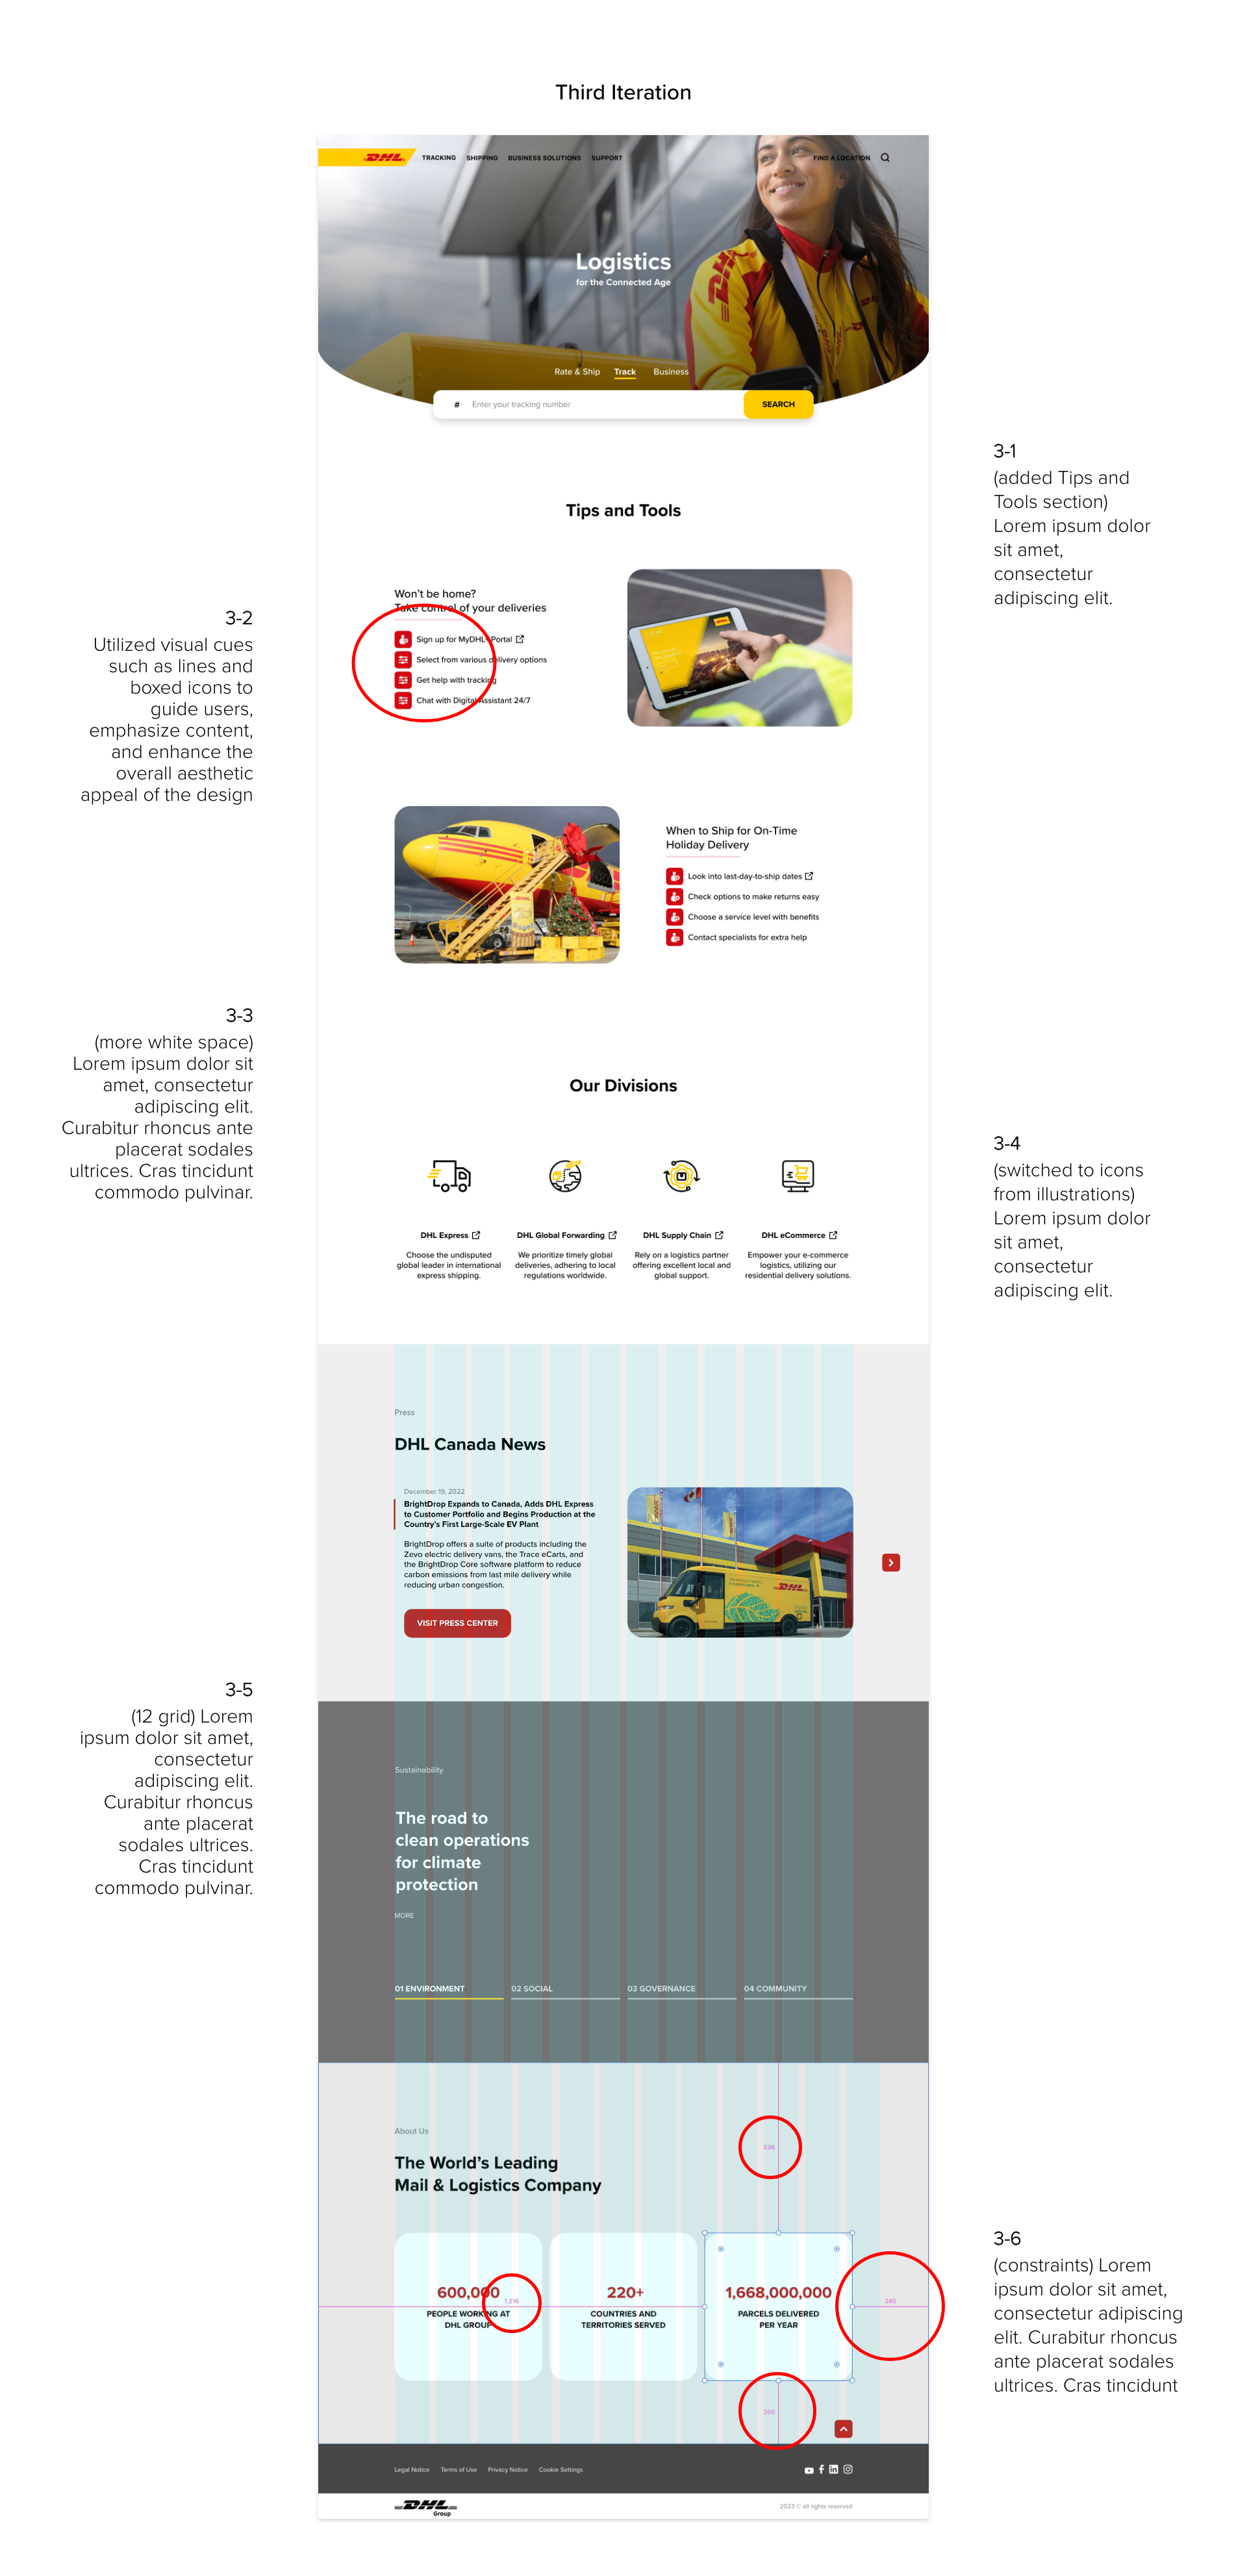 Third Iteration
DHL
TRACKING SHIPPING BUSINESS SOLUTIONS SUPPORT FIND A LOCATION
Logistics
for the Connected Age
DHL
Rate & Ship Track Business
# Enter your tracking number SEARCH
3-1
(added Tips and
Tools section)
Lorem ipsum dolor
sit amet,
consectetur
adipiscing elit.
Tips and Tools
3-2
Utilized visual cues
such as lines and
boxed icons to
guide users,
emphasize content,
and enhance the
overall aesthetic
appeal of the design
Won't be home?
Take control of your deliveries
Sign up for MyDHL+ Portal
Select from various delivery options
Get help with tracking
Chat with Digital Assistant 24/7
When to Ship for On-Time
Holiday Delivery
Look into last-day-to-ship dates
Check options to make returns easy
Choose a service level with benefits
Contact specialists for extra help
3-3
(more white space)
Lorem ipsum dolor sit
amet, consectetur
adipiscing elit.
Curabitur rhoncus ante
placerat sodales
ultrices. Cras tincidunt
commodo pulvinar.
Our Divisions
3-4
(switched to icons
from illustrations)
Lorem ipsum dolor
sit amet,
consectetur
adipiscing elit.
DHL Express
Choose the undisputed
global leader in international
express shipping.
DHL Global Forwarding
We prioritize timely global
deliveries, adhering to local
regulations worldwide.
DHL Supply Chain
Rely on a logistics partner
offering excellent local and
global support.
DHL eCommerce
Empower your e-commerce
logistics, utilizing our
residential delivery solutions.
Press
DHL Canada News
December 19, 2022
BrightDrop Expands to Canada, Adds DHL Express
to Customer Portfolio and Begins Production at the
Country's First Large-Scale EV Plant
BrightDrop offers a suite of products including the
Zevo electric delivery vans, the Trace eCarts, and
the BrightDrop Core software platform to reduce
carbon emissions from last mile delivery while
reducing urban congestion.
VISIT PRESS CENTER
DHL
3-5
(12 grid) Lorem
ipsum dolor sit amet,
consectetur
adipiscing elit.
Curabitur rhoncus
ante placerat
sodales ultrices.
Cras tincidunt
commodo pulvinar.
Sustainability
The road to
clean operations
for climate
protection
MORE
01 ENVIRONMENT 02 SOCIAL 03 GOVERNANCE 04 COMMUNITY
About Us
The World's Leading
Mail & Logistics Company
536
600,000
PEOPLE WORKING AT
DHL GROUP
1,216
220+
COUNTRIES AND
TERRITORIES SERVED
1,668,000,000
PARCELS DELIVERED
PER YEAR
240
200
3-6
(constraints) Lorem
ipsum dolor sit amet,
consectetur adipiscing
elit. Curabitur rhoncus
ante placerat sodales
ultrices. Cras tincidunt
Legal Notice Terms of Use Privacy Notice Cookie Settings
DHL
Group
2023 © all rights reserved